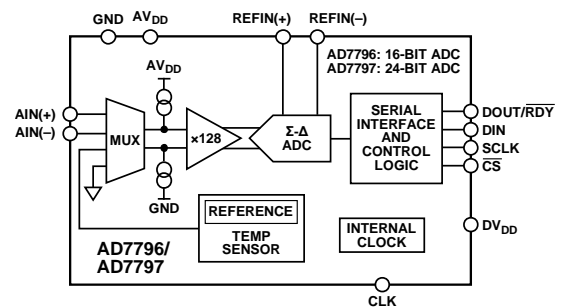 GND AVDD REFIN(+) REFIN(–)
AVDD
AD7796: 16-BIT ADC
AD7797: 24-BIT ADC
AIN(+)
AIN(–)
MUX
×128
Σ-Δ
ADC
SERIAL
INTERFACE
AND
CONTROL
LOGIC
DOUT/RDY
DIN
SCLK
CS
GND
REFERENCE
TEMP
SENSOR
INTERNAL
CLOCK
DVDD
AD7796/
AD7797
CLK